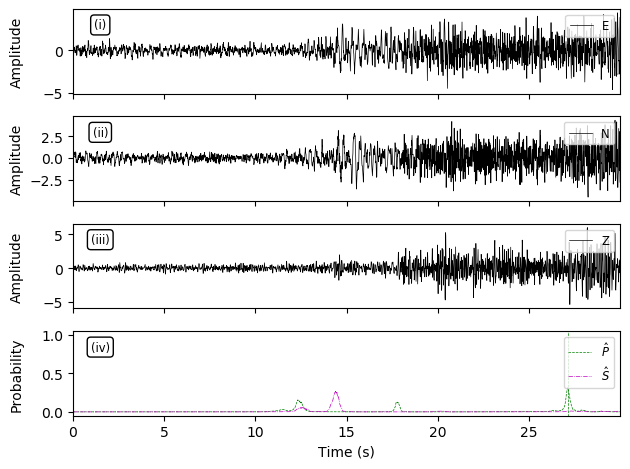 (i)
E
Amplitude
0
−5
(ii)
N
Amplitude
2.5
0.0
−2.5
(iii)
Z
Amplitude
5
0
−5
(iv)
P̂
Ŝ
Probability
1.0
0.5
0.0
0 5 10 15 20 25
Time (s)